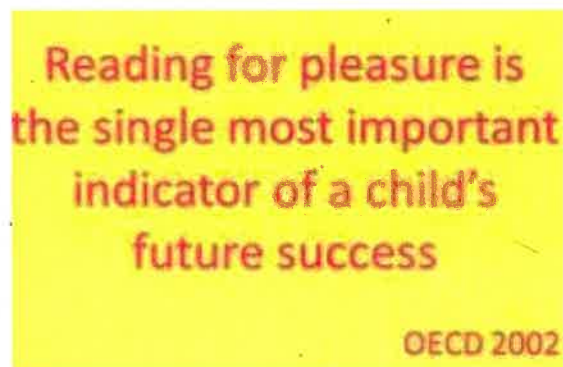 Reading for pleasure is
the single most important
indicator of a child's
future success
OECD 2002